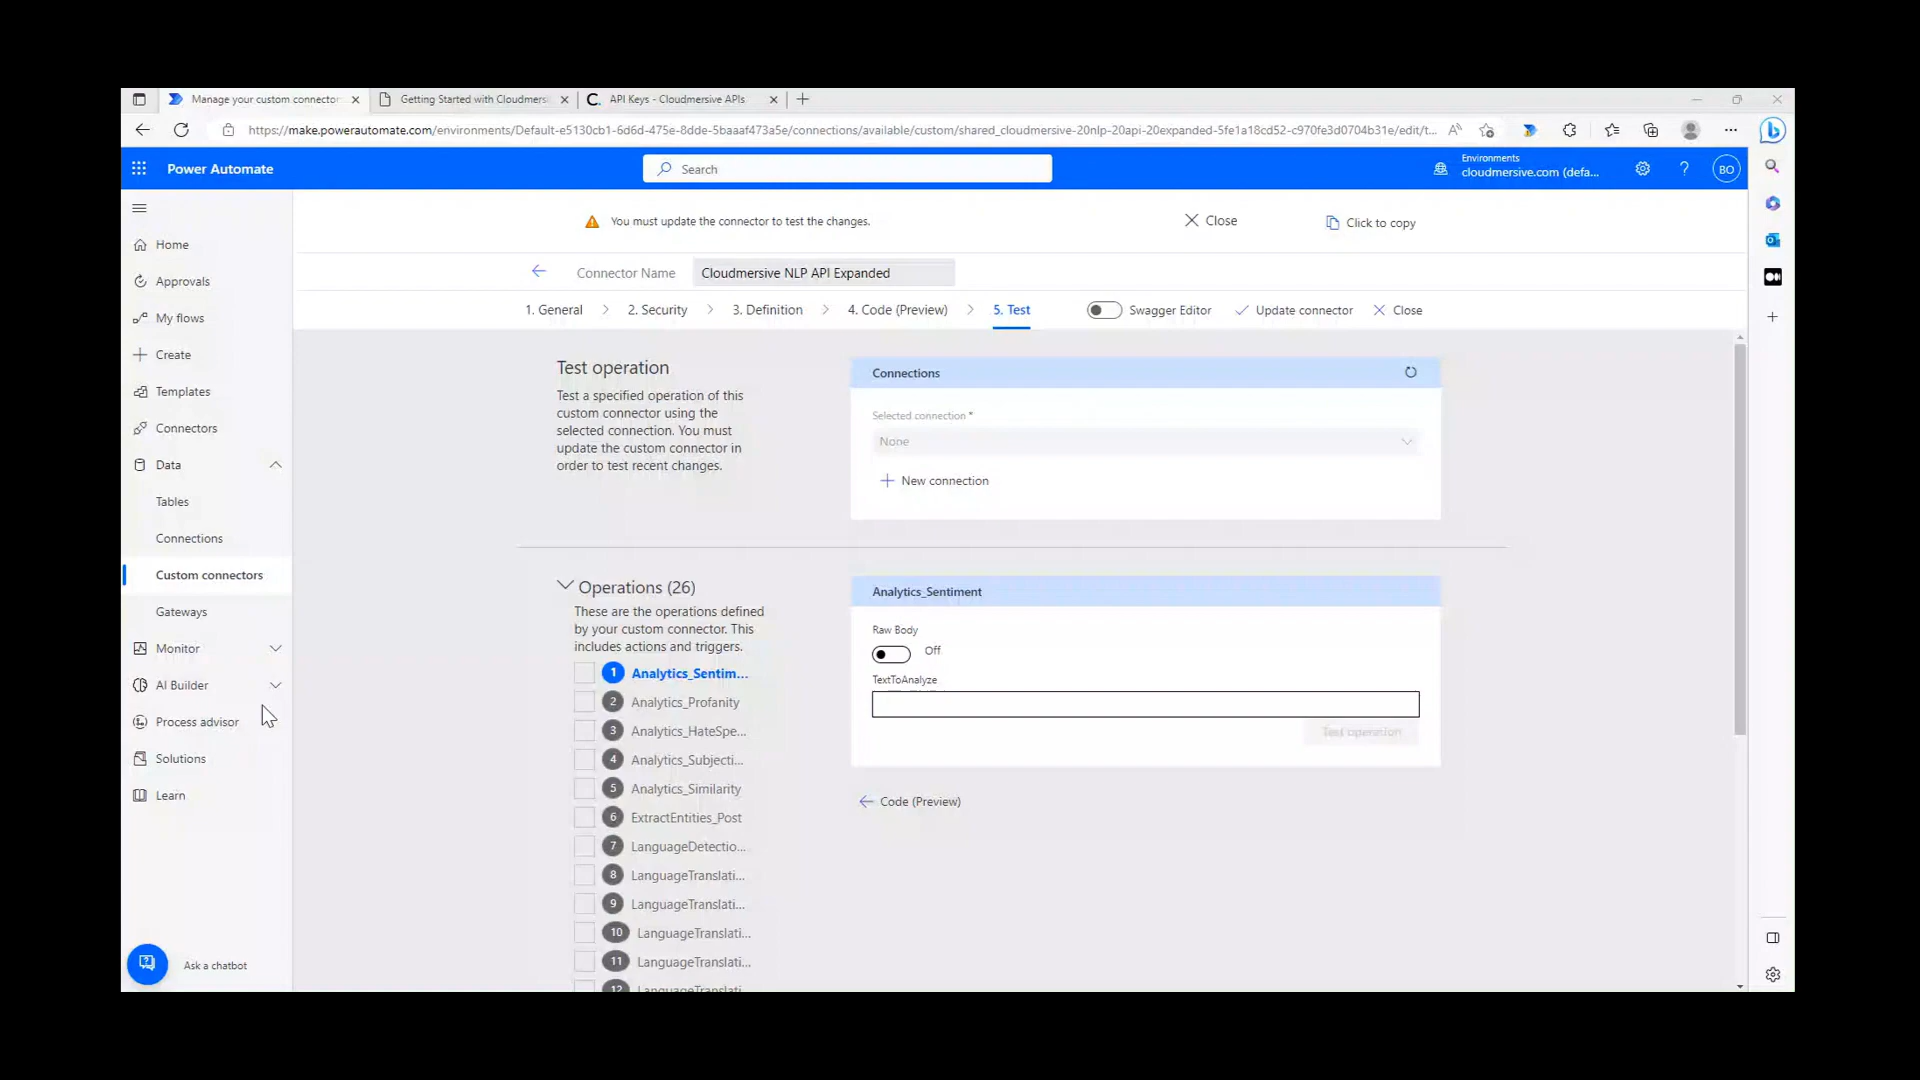 Manage your custom connector
Getting Started with Cloudmersi
API Keys - Cloudmersive APIs
https://make.powerautomate.com/environments/Default-e5130cb1-6d6d-475e-8dde-5baaaf473a5e/connections/available/custom/shared_cloudmersive-20nlp-20api-20expanded-5fe1a18cd52-c970fe3d0704b31e/edit/t...
Power Automate
Search
Environments
cloudmersive.com (defa...
BO
You must update the connector to test the changes.
Close
Click to copy
Connector Name
Cloudmersive NLP API Expanded
1. General
2. Security
3. Definition
4. Code (Preview)
5. Test
Swagger Editor
Update connector
Close
Home
Approvals
My flows
Create
Templates
Connectors
Data
Tables
Connections
Custom connectors
Gateways
Monitor
AI Builder
Process advisor
Solutions
Learn
Ask a chatbot
Test operation
Test a specified operation of this
custom connector using the
selected connection. You must
update the custom connector in
order to test recent changes.
Connections
Selected connection *
None
New connection
Operations (26)
These are the operations defined
by your custom connector. This
includes actions and triggers.
1 Analytics_Sentim...
2 Analytics_Profanity
3 Analytics_HateSpe...
4 Analytics_Subjecti...
5 Analytics_Similarity
6 ExtractEntities_Post
7 LanguageDetectio...
8 LanguageTranslati...
9 LanguageTranslati...
10 LanguageTranslati...
11 LanguageTranslati...
12 LanguageTranslati
Analytics_Sentiment
Raw Body
Off
TextToAnalyze
Test operation
Code (Preview)